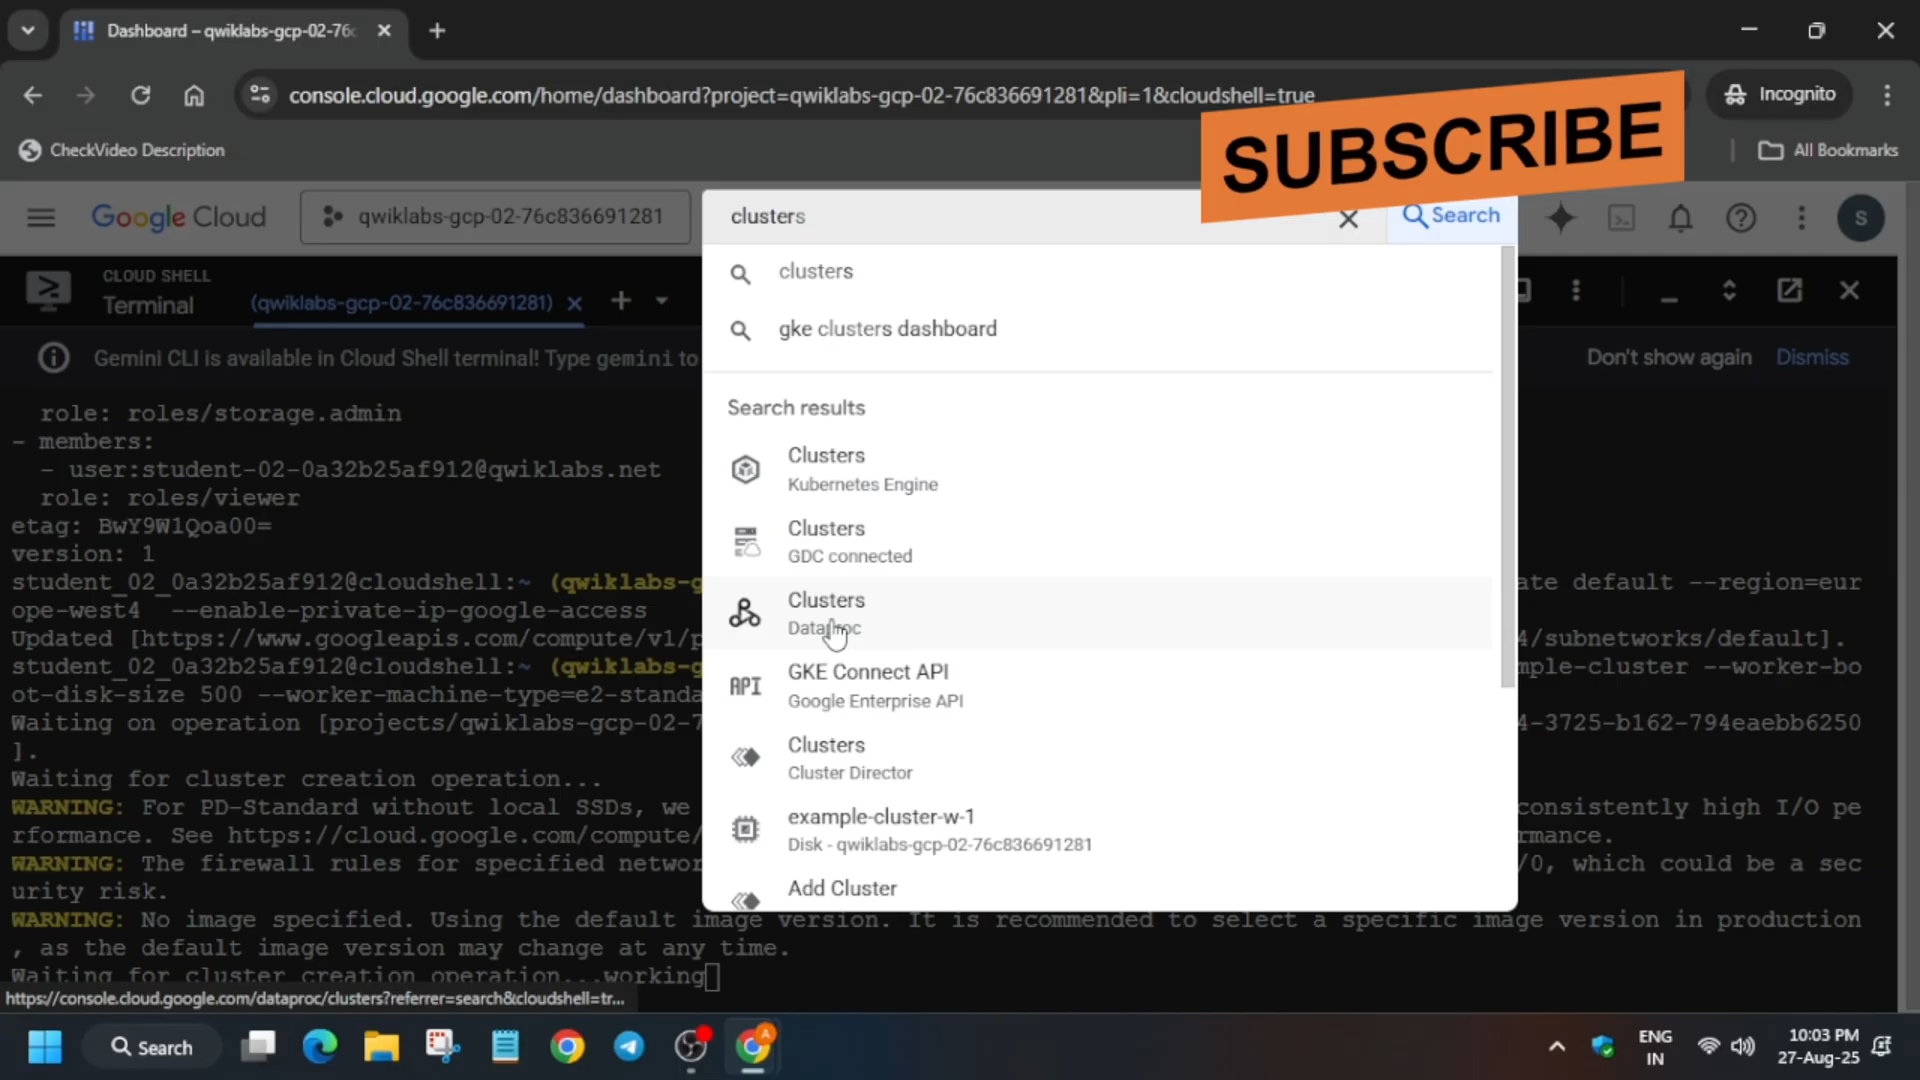 Dashboard – qwiklabs-gcp-02-76c
console.cloud.google.com/home/dashboard?project=qwiklabs-gcp-02-76c836691281&pli=1&cloudshell=true
Incognito
SUBSCRIBE
CheckVideo Description
All Bookmarks
Google Cloud
qwiklabs-gcp-02-76c836691281
clusters
Search
S
CLOUD SHELL
Terminal
(qwiklabs-gcp-02-76c836691281)
clusters
gke clusters dashboard
Gemini CLI is available in Cloud Shell terminal! Type gemini to
Don't show again
Dismiss
Search results
Clusters
Kubernetes Engine
Clusters
GDC connected
Clusters
Dataproc
GKE Connect API
API
Google Enterprise API
Clusters
Cluster Director
example-cluster-w-1
Disk - qwiklabs-gcp-02-76c836691281
Add Cluster
role: roles/storage.admin
- members:
- user:student-02-0a32b25af912@qwiklabs.net
role: roles/viewer
etag: BwY9W1Qoa00=
version: 1
student_02_0a32b25af912@cloudshell:~ (qwiklabs-g ate default --region=eur
ope-west4 --enable-private-ip-google-access
Updated [https://www.googleapis.com/compute/v1/p 4/subnetworks/default].
student_02_0a32b25af912@cloudshell:~ (qwiklabs-g mple-cluster --worker-bo
ot-disk-size 500 --worker-machine-type=e2-standa
Waiting on operation [projects/qwiklabs-gcp-02-7 4-3725-b162-794eaebb6250
].
Waiting for cluster creation operation...
WARNING: For PD-Standard without local SSDs, we consistently high I/O pe
rformance. See https://cloud.google.com/compute/ rmance.
WARNING: The firewall rules for specified networ /0, which could be a sec
urity risk.
WARNING: No image specified. Using the default image version. It is recommended to select a specific image version in production
, as the default image version may change at any time.
Waiting for cluster creation operation...working
https://console.cloud.google.com/dataproc/clusters?referrer=search&cloudshell=tr...
Search
ENG
IN
10:03 PM
27-Aug-25